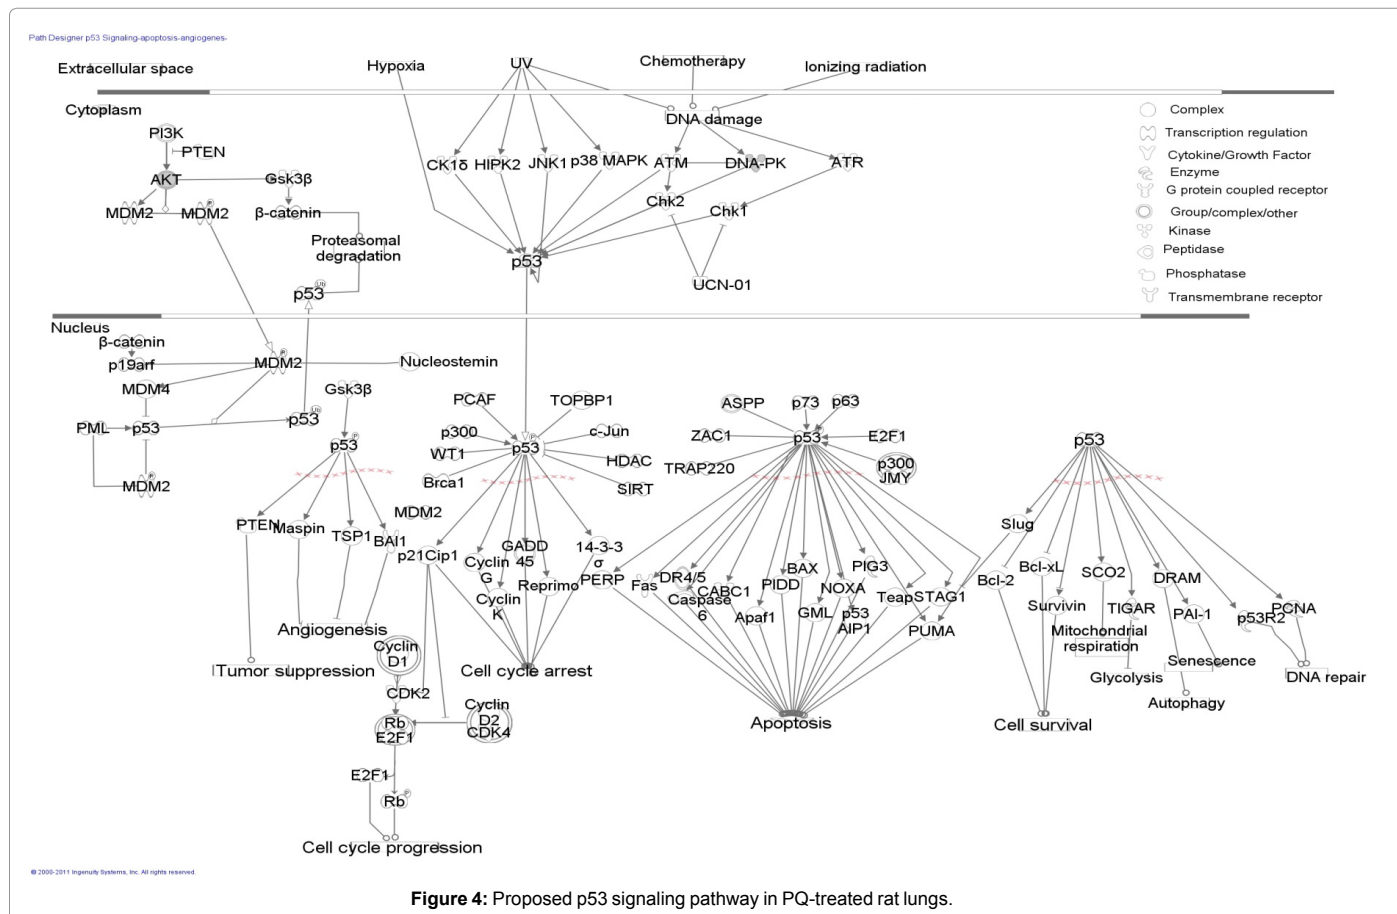 Path Designer p53 Signaling-apoptosis-angiogenes-
Extracellular space
Hypoxia
UV
Chemotherapy
Ionizing radiation
Cytoplasm
DNA damage
PI3K
PTEN
AKT
Gsk3β
MDM2
MDM2
P
β-catenin
Proteasomal
degradation
p53
Ub
CK1δ
HIPK2
JNK1
p38 MAPK
ATM
DNA-PK
ATR
Chk2
Chk1
p53
UCN-01
Complex
Transcription regulation
Cytokine/Growth Factor
Enzyme
G protein coupled receptor
Group/complex/other
Kinase
Peptidase
Phosphatase
Transmembrane receptor
Nucleus
β-catenin
p19arf
MDM2
P
Nucleostemin
MDM4
PML
p53
p53
Ub
MDM2
P
Gsk3β
p53
P
PTEN
Maspin
TSP1
BAI1
Angiogenesis
Tumor suppression
PCAF
TOPBP1
p300
c-Jun
WT1
p53
P
HDAC
Brca1
SIRT
MDM2
p21Cip1
Cyclin
G
GADD
45
14-3-3
σ
Cyclin
K
Reprimo
Cell cycle arrest
Cyclin
D1
CDK2
Rb
E2F1
Cyclin
D2
CDK4
E2F1
Rb
P
Cell cycle progression
ASPP
p73
p63
ZAC1
p53
E2F1
TRAP220
p300
JMY
PERP
Fas
DR4/5
Caspase
6
CABC1
Apaf1
PIDD
BAX
GML
NOXA
p53
AIP1
PIG3
Teap
STAG1
PUMA
Apoptosis
p53
Slug
Bcl-2
Bcl-xL
Survivin
SCO2
TIGAR
DRAM
PAI-1
p53R2
PCNA
Mitochondrial
respiration
Glycolysis
Senescence
Autophagy
DNA repair
Cell survival
© 2000-2011 Ingenuity Systems, Inc. All rights reserved.
Figure 4: Proposed p53 signaling pathway in PQ-treated rat lungs.